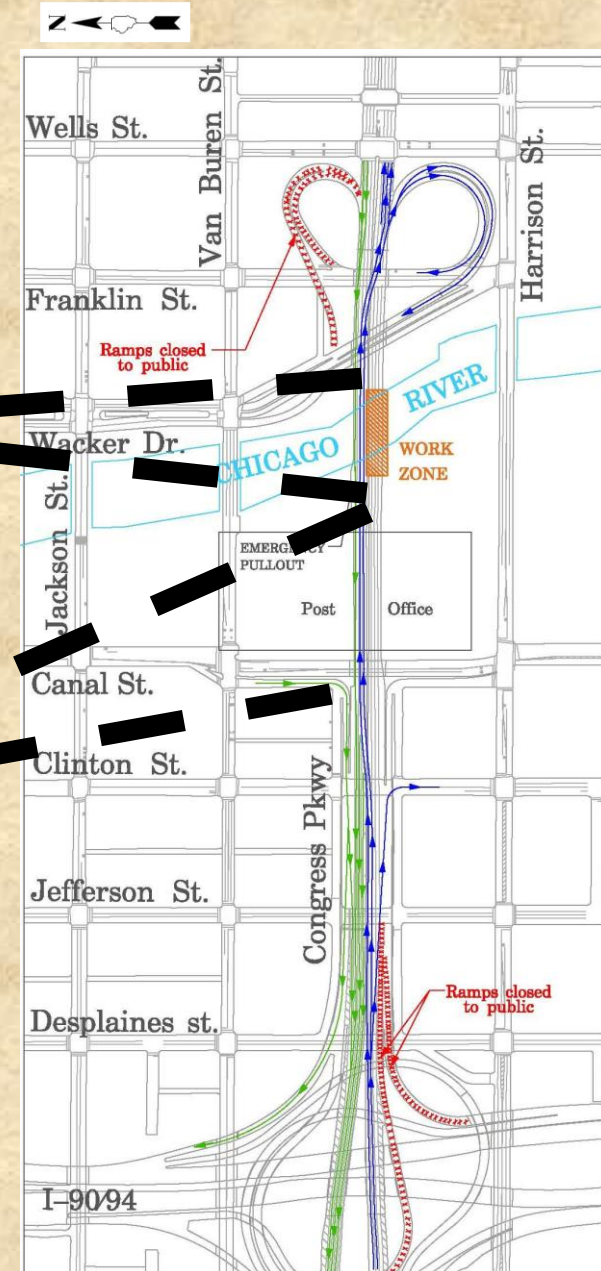 N
Wells St.
Van Buren St.
Harrison St.
Franklin St.
Ramps closed
to public
RIVER
Wacker Dr.
CHICAGO
WORK
ZONE
Jackson St.
EMERGENCY
PULLOUT
Post Office
Canal St.
Clinton St.
Congress Pkwy
Jefferson St.
Ramps closed
to public
Desplaines st.
I-90/94